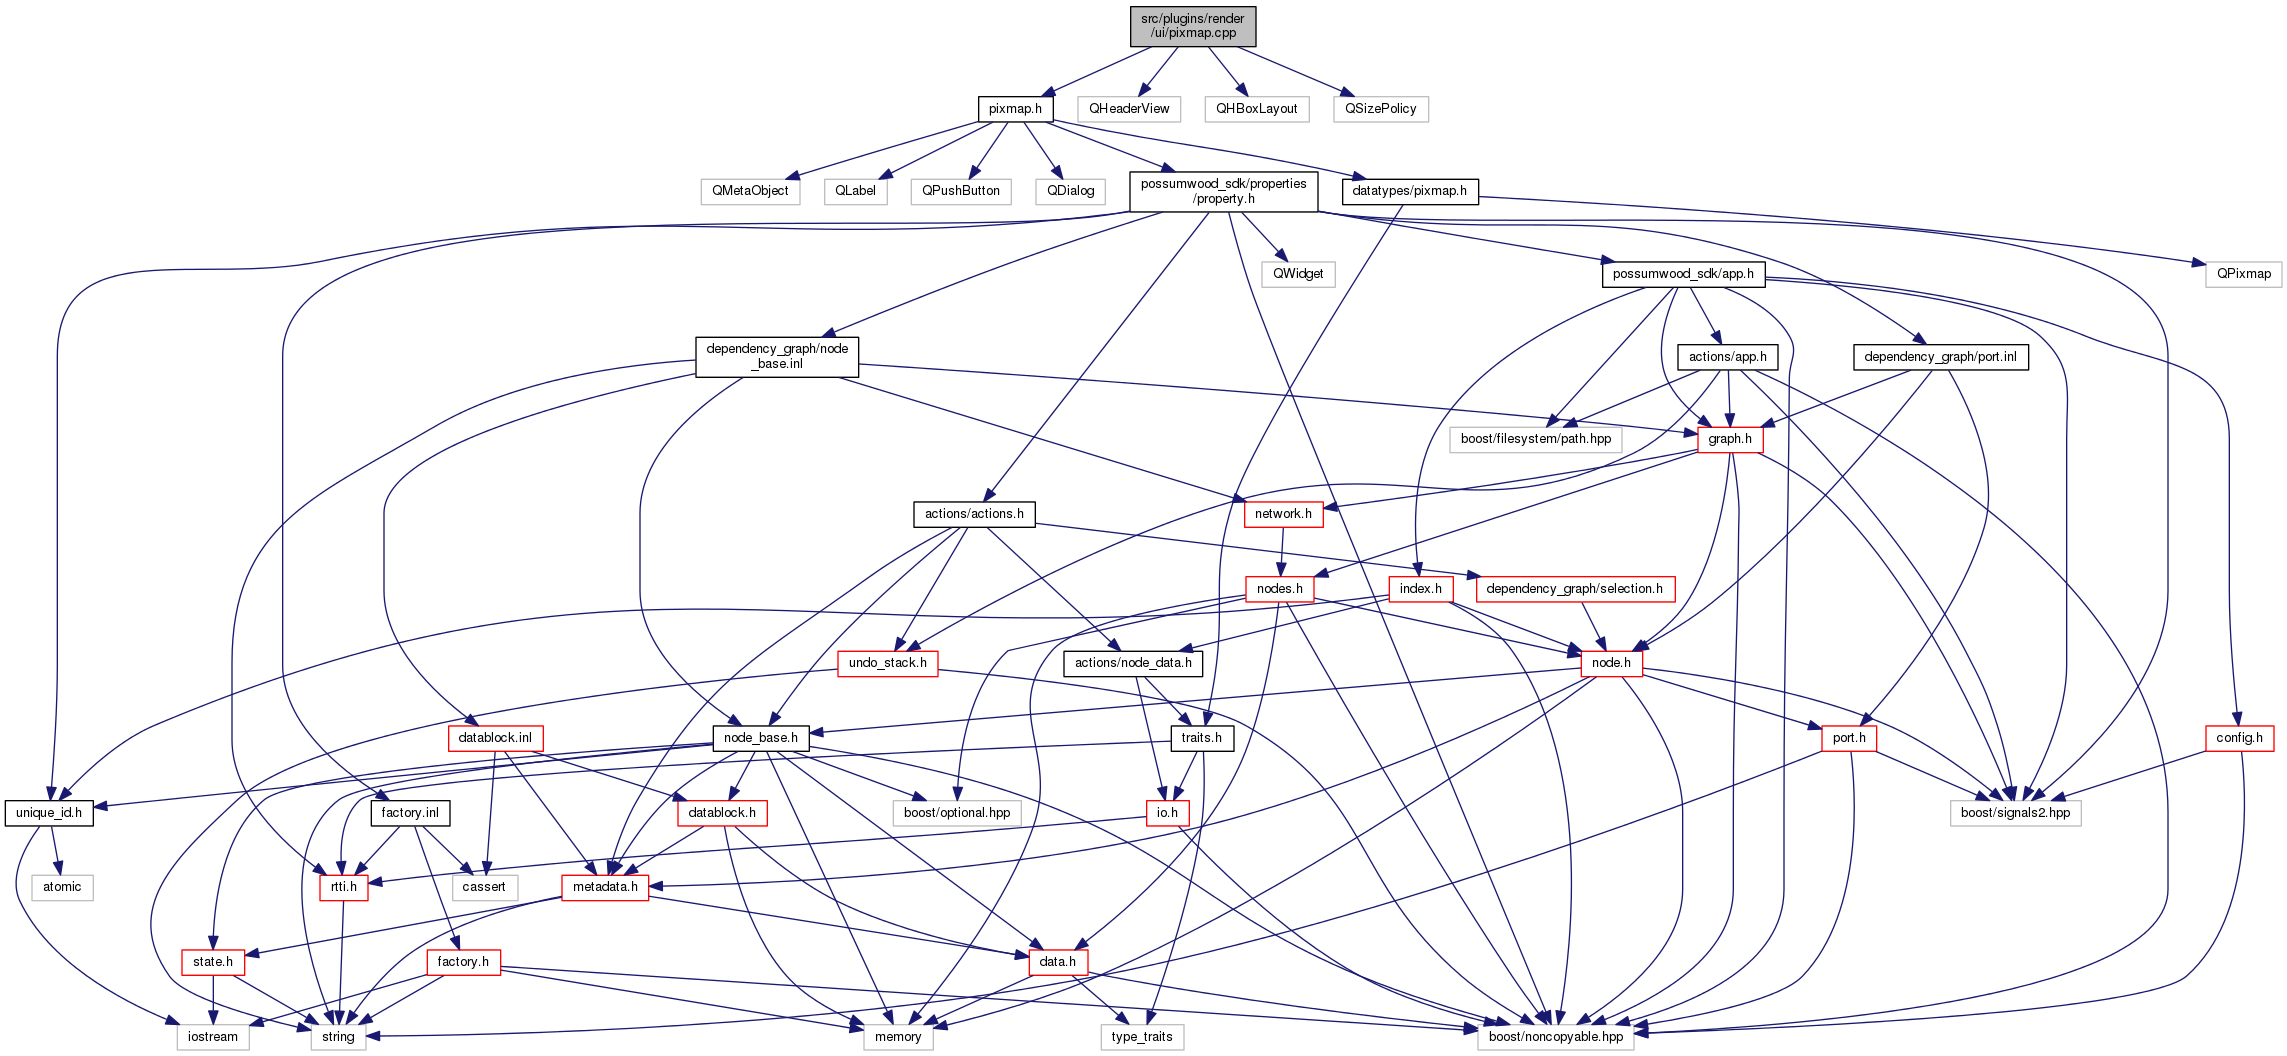 src/plugins/render
/ui/pixmap.cpp
pixmap.h
QHeaderView
QHBoxLayout
QSizePolicy
QMetaObject
QLabel
QPushButton
QDialog
possumwood_sdk/properties
/property.h
datatypes/pixmap.h
QWidget
possumwood_sdk/app.h
QPixmap
dependency_graph/node
_base.inl
actions/app.h
dependency_graph/port.inl
boost/filesystem/path.hpp
graph.h
actions/actions.h
network.h
nodes.h
index.h
dependency_graph/selection.h
undo_stack.h
actions/node_data.h
node.h
datablock.inl
node_base.h
traits.h
port.h
config.h
unique_id.h
factory.inl
datablock.h
boost/optional.hpp
io.h
boost/signals2.hpp
atomic
rtti.h
cassert
metadata.h
state.h
factory.h
data.h
iostream
string
memory
type_traits
boost/noncopyable.hpp